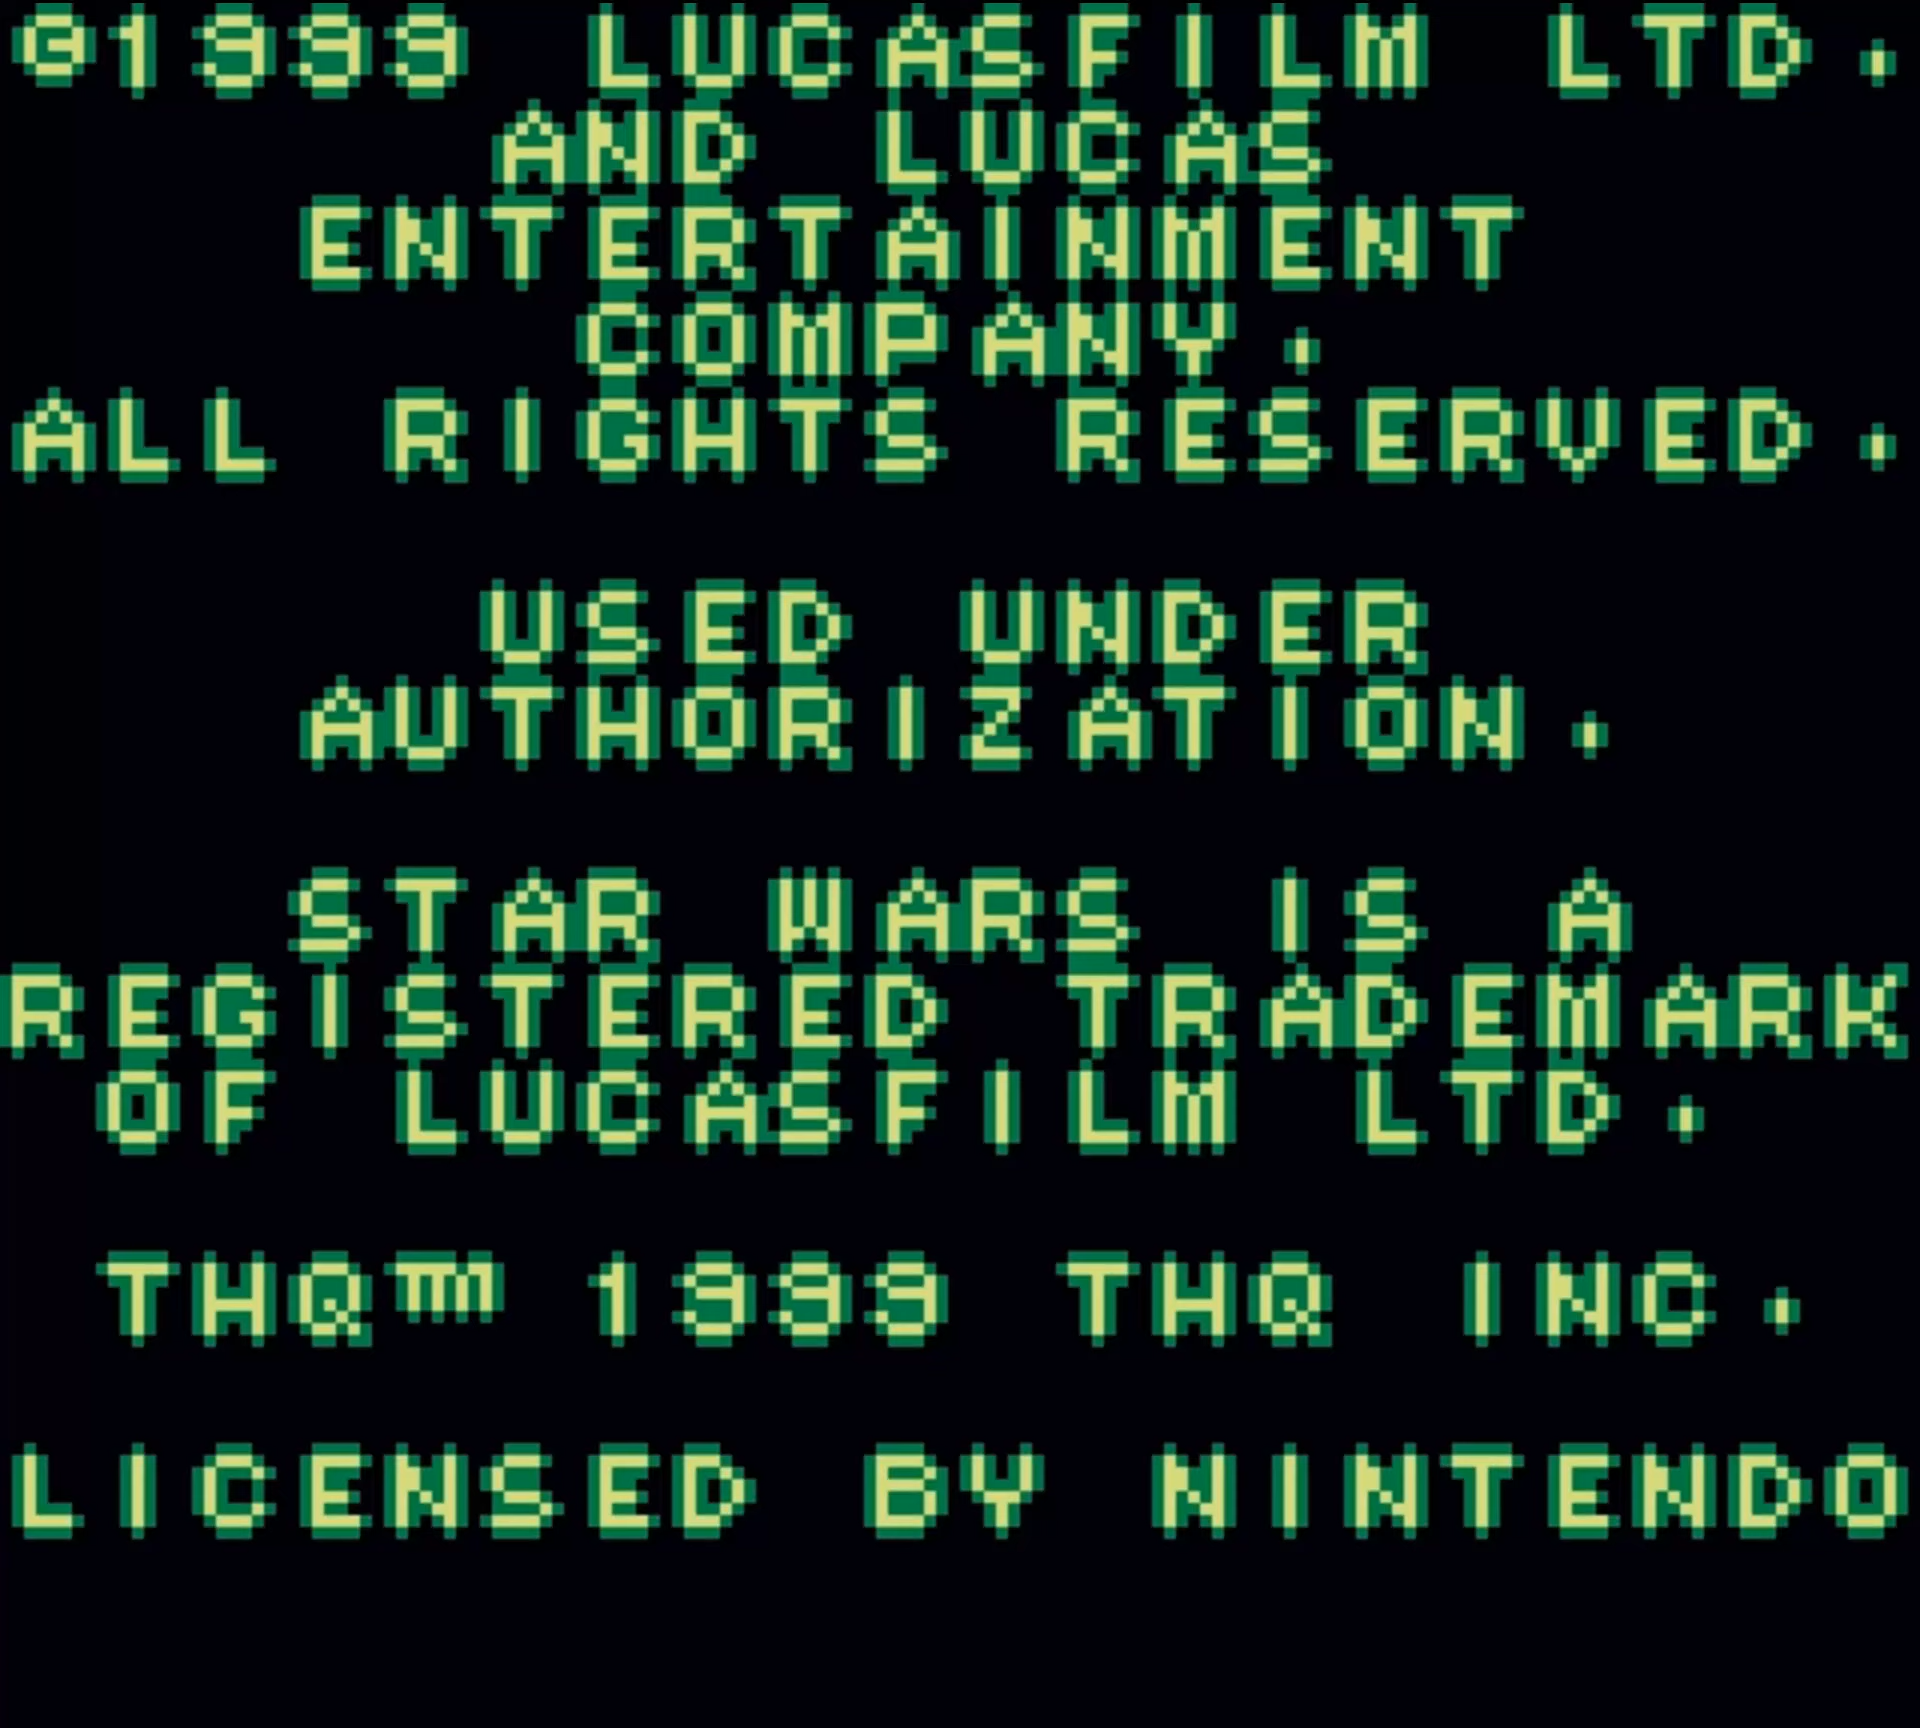 ©1999 LUCASFILM LTD.
AND LUCAS
ENTERTAINMENT
COMPANY.
ALL RIGHTS RESERVED.
USED UNDER
AUTHORIZATION.
STAR WARS IS A
REGISTERED TRADEMARK
OF LUCASFILM LTD.
THQ™ 1999 THQ INC.
LICENSED BY NINTENDO